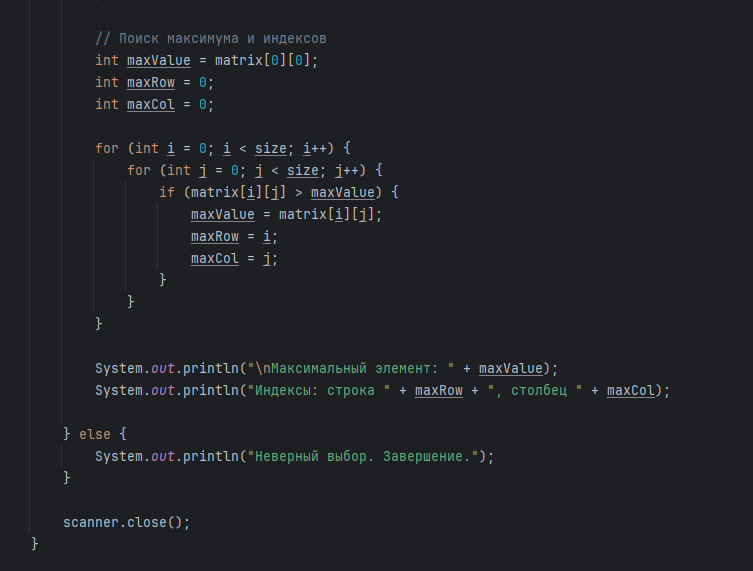 // Поиск максимума и индексов
int maxValue = matrix[0][0];
int maxRow = 0;
int maxCol = 0;
for (int i = 0; i < size; i++) {
for (int j = 0; j < size; j++) {
if (matrix[i][j] > maxValue) {
maxValue = matrix[i][j];
maxRow = i;
maxCol = j;
}
}
}
System.out.println("\nМаксимальный элемент: " + maxValue);
System.out.println("Индексы: строка " + maxRow + ", столбец " + maxCol);
} else {
System.out.println("Неверный выбор. Завершение.");
}
scanner.close();
}